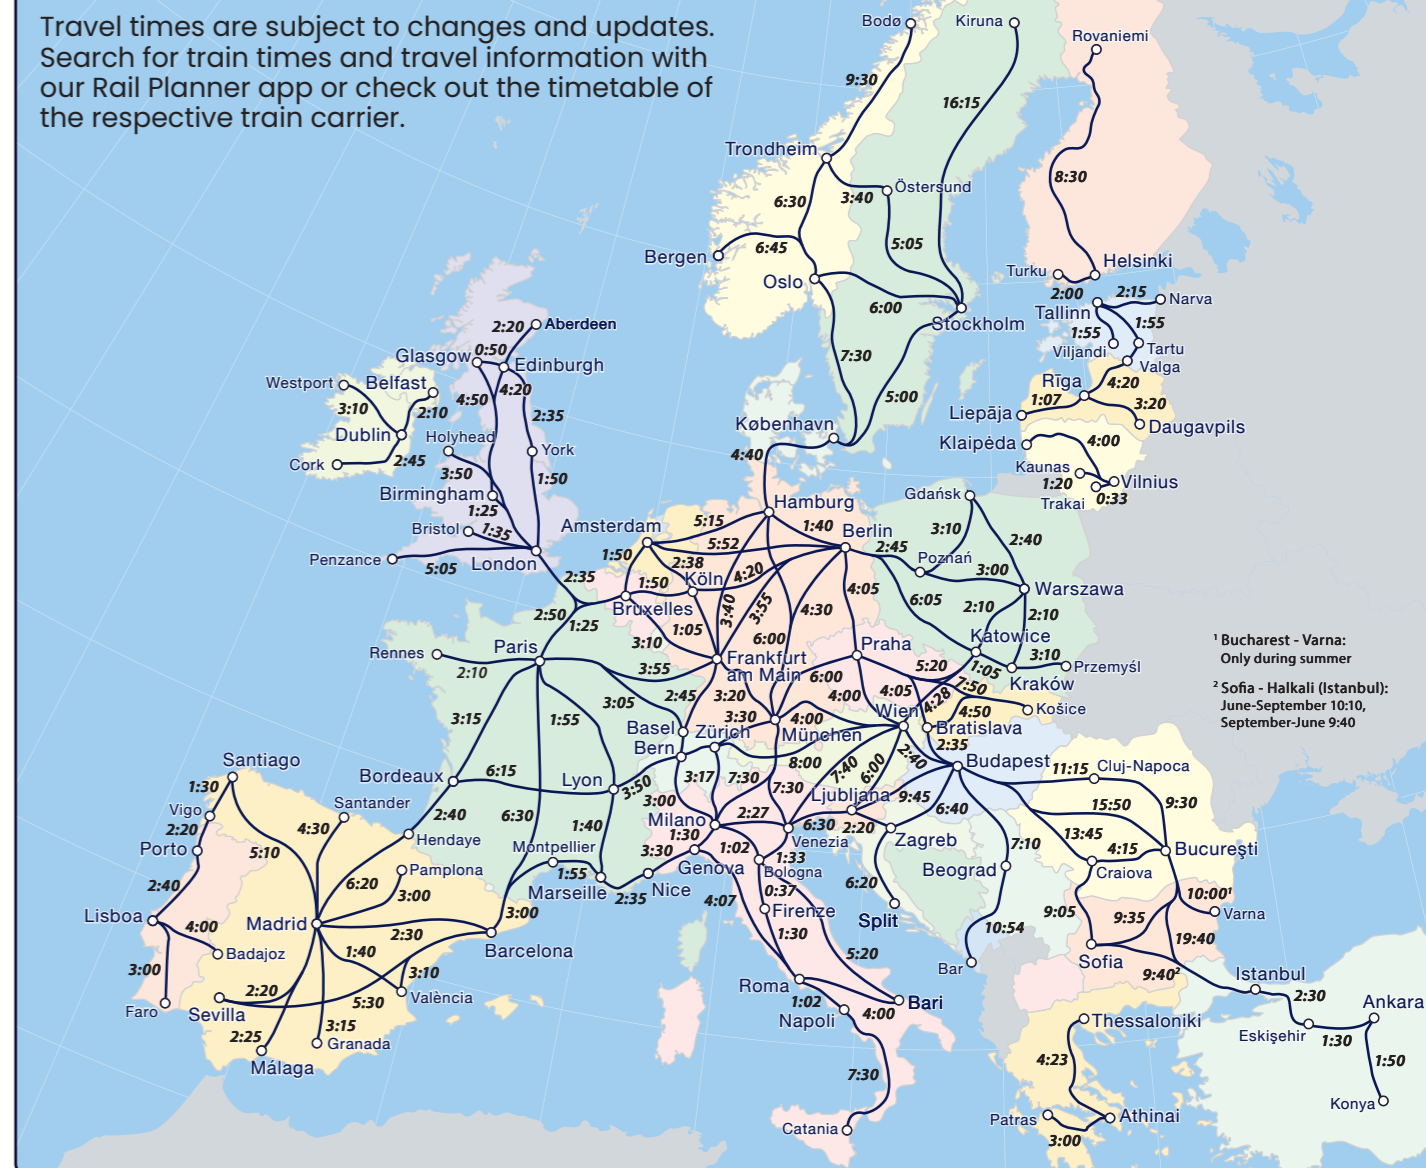 Travel times are subject to changes and updates.
Search for train times and travel information with
our Rail Planner app or check out the timetable of
the respective train carrier.
Bodø
Kiruna
Rovaniemi
9:30
16:15
Trondheim
8:30
Östersund
3:40
6:30
5:05
6:45
Bergen
Oslo
Turku
Helsinki
2:00
2:15
Narva
6:00
Tallinn
Stockholm
1:55
1:55
Viljandi
Tartu
Valga
7:30
5:00
Rīga
4:20
1:07
3:20
Liepāja
Daugavpils
Klaipėda
4:00
Kaunas
1:20
Vilnius
Trakai
0:33
2:20
Aberdeen
0:50
Glasgow
Edinburgh
Westport
Belfast
4:50
4:20
3:10
2:10
2:35
Dublin
Holyhead
York
Cork
2:45
3:50
1:50
Birmingham
1:25
Bristol
1:35
Penzance
5:05
London
København
4:40
Gdańsk
Hamburg
5:15
1:40
3:10
Amsterdam
Berlin
2:40
5:52
2:45
1:50
2:38
Poznań
3:00
2:35
1:50
Köln
4:20
4:05
Warszawa
Bruxelles
6:05
2:10
2:10
2:50
1:25
3:40
3:55
4:30
1:05
3:10
6:00
Praha
Katowice
3:10
Paris
Rennes
2:10
3:55
Frankfurt
am Main
6:00
5:20
1:05
Przemyśl
Kraków
3:05
2:45
3:20
4:00
4:05
4:28
7:50
3:15
1:55
3:30
4:00
Wien
4:50
Košice
Basel
Zürich
München
Bratislava
Bern
2:35
8:00
2:40
Budapest
7:40
6:00
11:15
Cluj-Napoca
Santiago
Bordeaux
6:15
Lyon
3:50
3:17
7:30
7:30
1:30
Ljubljana
9:45
15:50
9:30
Santander
2:40
3:00
6:40
Vigo
2:20
4:30
6:30
1:40
Milano
2:27
6:30
2:20
Zagreb
13:45
Porto
5:10
Hendaye
1:30
Venezia
7:10
4:15
Bucureşti
Montpellier
3:30
1:02
1:33
Craiova
Pamplona
1:55
Genova
Bologna
Beograd
2:40
6:20
3:00
Marseille
2:35
Nice
0:37
6:20
10:00¹
4:07
Firenze
Split
9:05
9:35
Varna
Lisboa
4:00
Madrid
2:30
3:00
1:30
10:54
19:40
1:40
Barcelona
5:20
Badajoz
Bar
Sofia
9:40²
3:00
3:10
Istanbul
2:20
5:30
València
Roma
2:30
Faro
Sevilla
1:02
Bari
Ankara
3:15
Napoli
4:00
Thessaloniki
Eskişehir
2:25
Granada
1:30
Málaga
4:23
1:50
7:30
Konya
Patras
Athinai
Catania
3:00
¹ Bucharest - Varna:
Only during summer
² Sofia - Halkali (Istanbul):
June-September 10:10,
September-June 9:40